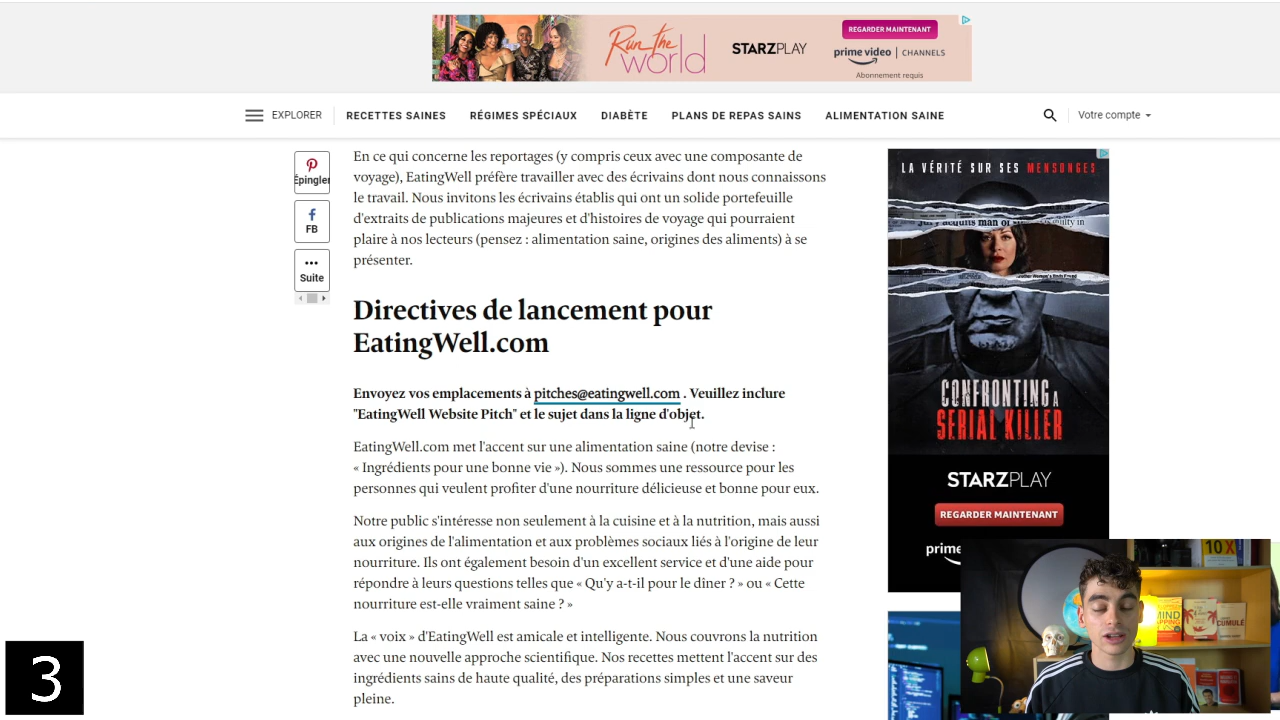 Run the
world
STARZPLAY
REGARDER MAINTENANT
prime video | CHANNELS
Abonnement requis
EXPLORER
RECETTES SAINES
RÉGIMES SPÉCIAUX
DIABÈTE
PLANS DE REPAS SAINS
ALIMENTATION SAINE
Votre compte
Épingler
FB
Suite
En ce qui concerne les reportages (y compris ceux avec une composante de
voyage), EatingWell préfère travailler avec des écrivains dont nous connaissons
le travail. Nous invitons les écrivains établis qui ont un solide portefeuille
d'extraits de publications majeures et d'histoires de voyage qui pourraient
plaire à nos lecteurs (pensez : alimentation saine, origines des aliments) à se
présenter.
Directives de lancement pour
EatingWell.com
Envoyez vos emplacements à pitches@eatingwell.com . Veuillez inclure
"EatingWell Website Pitch" et le sujet dans la ligne d'objet.
EatingWell.com met l'accent sur une alimentation saine (notre devise :
« Ingrédients pour une bonne vie »). Nous sommes une ressource pour les
personnes qui veulent profiter d'une nourriture délicieuse et bonne pour eux.
Notre public s'intéresse non seulement à la cuisine et à la nutrition, mais aussi
aux origines de l'alimentation et aux problèmes sociaux liés à l'origine de leur
nourriture. Ils ont également besoin d'un excellent service et d'une aide pour
répondre à leurs questions telles que « Qu'y a-t-il pour le dîner ? » ou « Cette
nourriture est-elle vraiment saine ? »
La « voix » d'EatingWell est amicale et intelligente. Nous couvrons la nutrition
avec une nouvelle approche scientifique. Nos recettes mettent l'accent sur des
ingrédients sains de haute qualité, des préparations simples et une saveur
pleine.
LA VÉRITÉ SUR SES MENSONGES
CONFRONTING A
SERIAL KILLER
STARZPLAY
REGARDER MAINTENANT
prime
10X
MIND
CUMULE
3